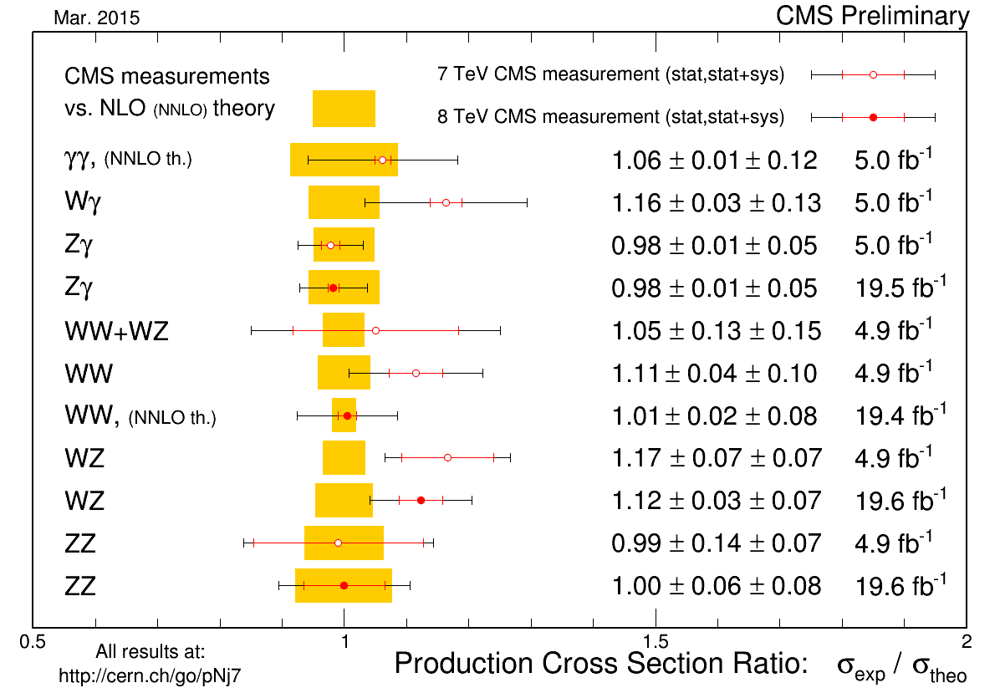 Mar. 2015 CMS Preliminary
CMS measurements
vs. NLO (NNLO) theory
7 TeV CMS measurement (stat,stat+sys)
8 TeV CMS measurement (stat,stat+sys)
γγ, (NNLO th.) 1.06 ± 0.01 ± 0.12 5.0 fb⁻¹
Wγ 1.16 ± 0.03 ± 0.13 5.0 fb⁻¹
Zγ 0.98 ± 0.01 ± 0.05 5.0 fb⁻¹
Zγ 0.98 ± 0.01 ± 0.05 19.5 fb⁻¹
WW+WZ 1.05 ± 0.13 ± 0.15 4.9 fb⁻¹
WW 1.11 ± 0.04 ± 0.10 4.9 fb⁻¹
WW, (NNLO th.) 1.01 ± 0.02 ± 0.08 19.4 fb⁻¹
WZ 1.17 ± 0.07 ± 0.07 4.9 fb⁻¹
WZ 1.12 ± 0.03 ± 0.07 19.6 fb⁻¹
ZZ 0.99 ± 0.14 ± 0.07 4.9 fb⁻¹
ZZ 1.00 ± 0.06 ± 0.08 19.6 fb⁻¹
0.5 1 1.5 2
All results at:
http://cern.ch/go/pNj7
Production Cross Section Ratio: σexp / σtheo